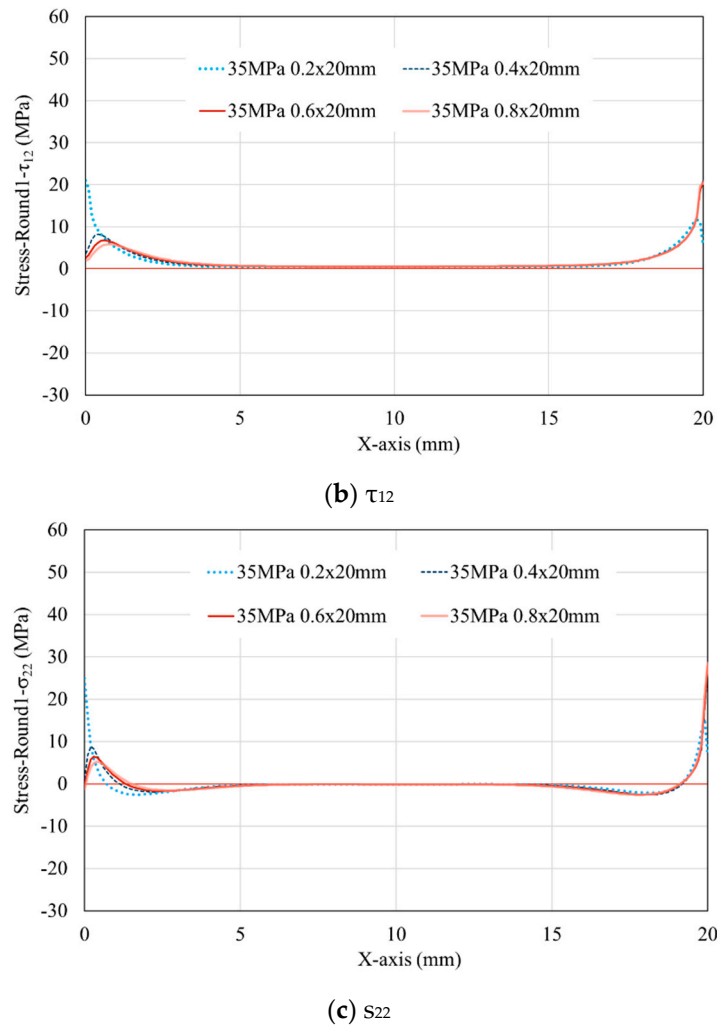 60
50
40
30
20
10
0
-10
-20
-30
Stress-Round1-τ12 (MPa)
35MPa 0.2x20mm 35MPa 0.4x20mm
35MPa 0.6x20mm 35MPa 0.8x20mm
0 5 10 15 20
X-axis (mm)
(b) τ12
60
50
40
30
20
10
0
-10
-20
-30
Stress-Round1-σ22 (MPa)
35MPa 0.2x20mm 35MPa 0.4x20mm
35MPa 0.6x20mm 35MPa 0.8x20mm
0 5 10 15 20
X-axis (mm)
(c) s22